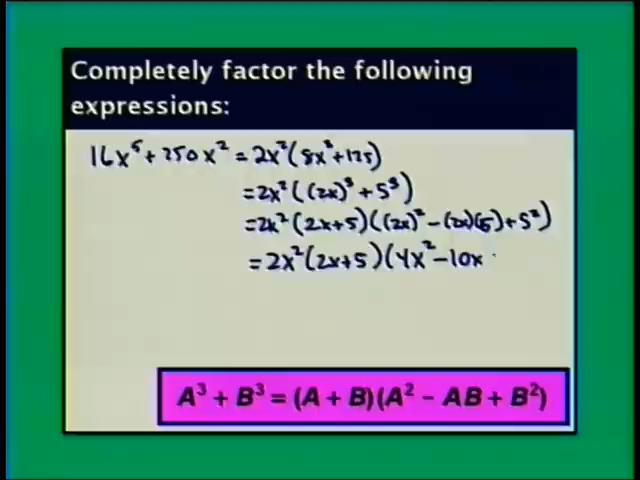 Completely factor the following
expressions:
16x⁵+250x² = 2x²(8x³+125)
= 2x²((2x)³ + 5³)
= 2x²(2x+5)((2x)² - (2x)(5) + 5²)
= 2x²(2x+5)(4x² - 10x
A³ + B³ = (A + B)(A² – AB + B²)